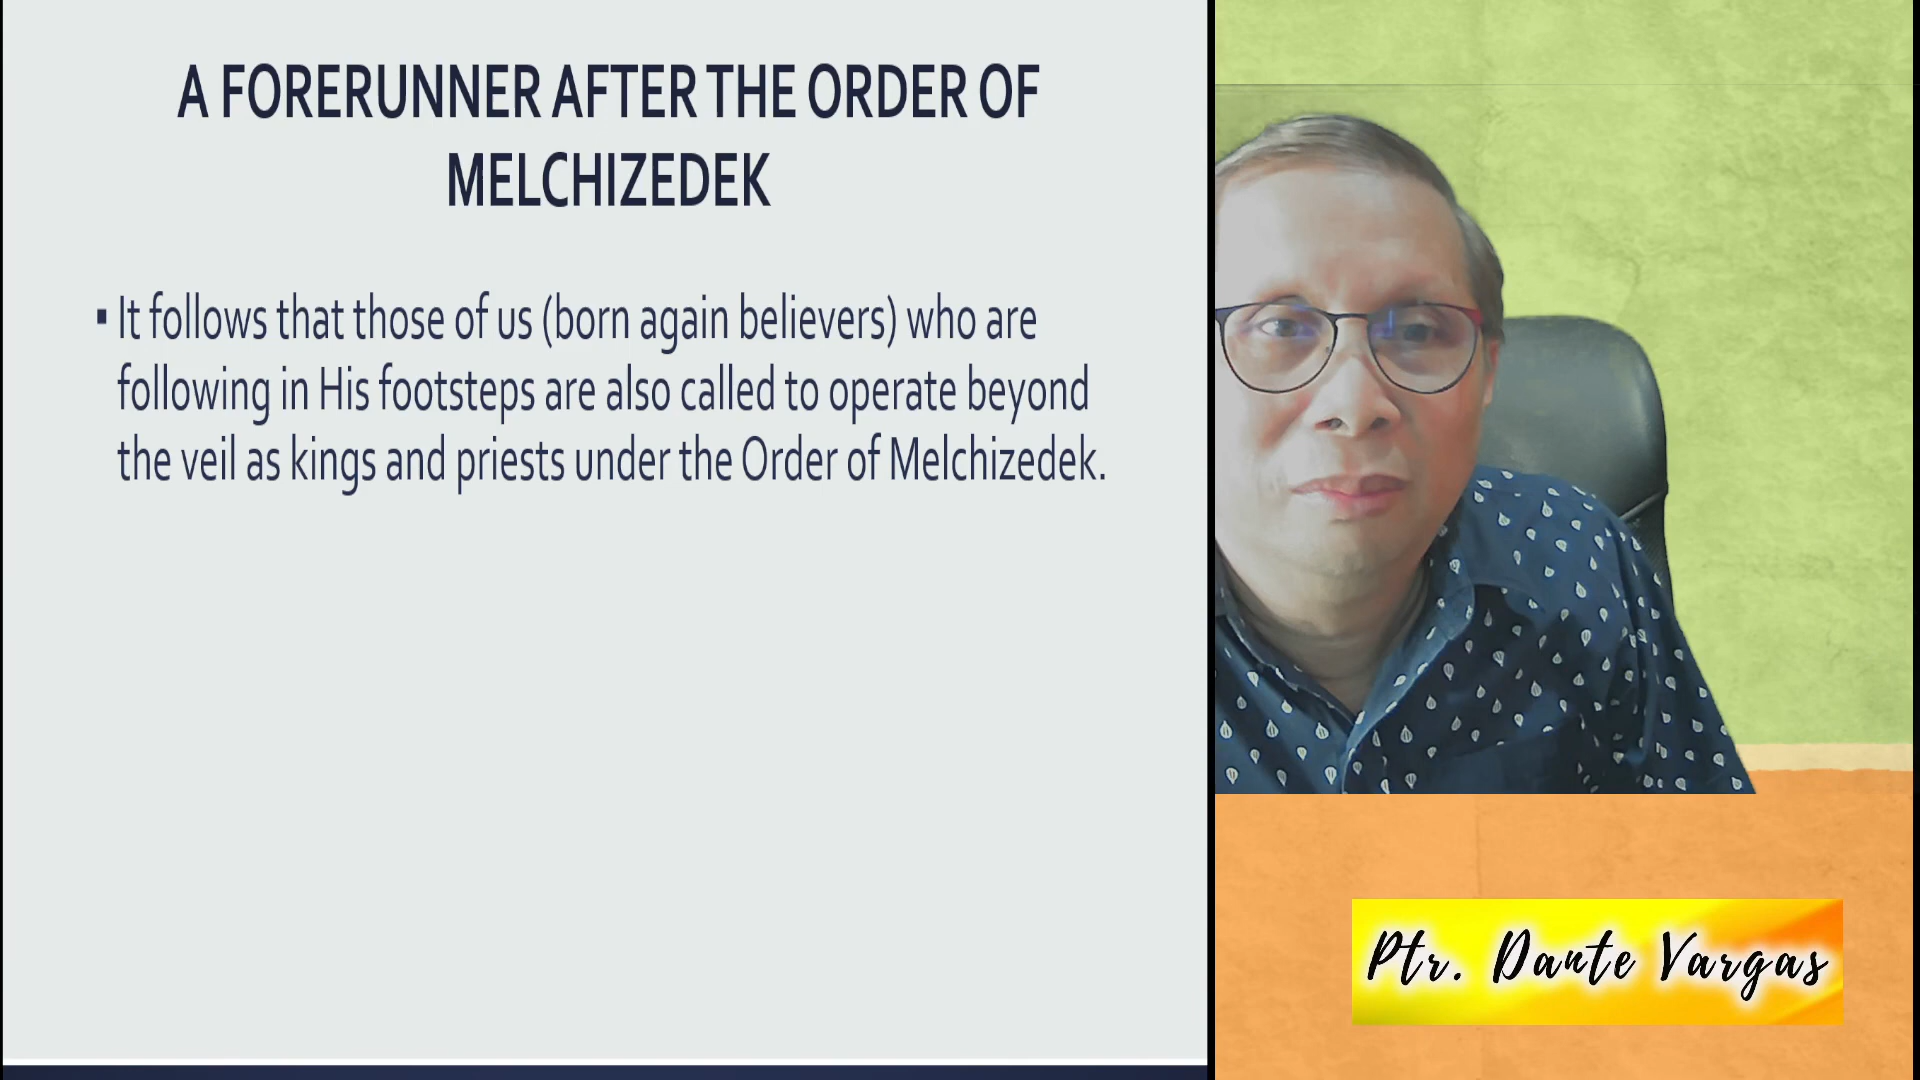 A FORERUNNER AFTER THE ORDER OF
MELCHIZEDEK
▪ It follows that those of us (born again believers) who are
following in His footsteps are also called to operate beyond
the veil as kings and priests under the Order of Melchizedek.
Ptr. Dante Vargas